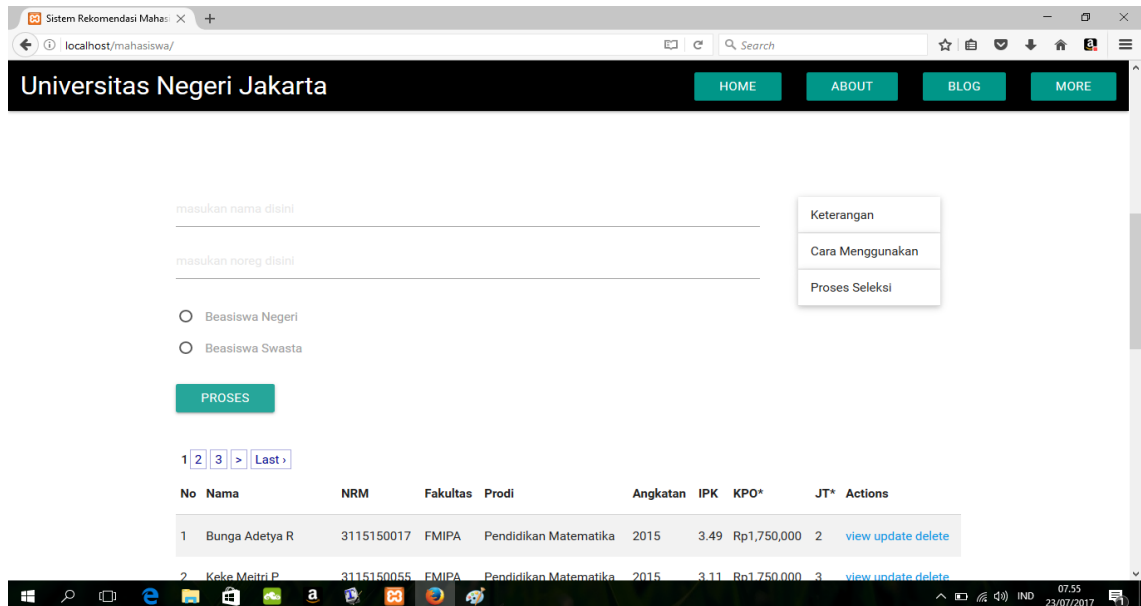 Sistem Rekomendasi Mahas
localhost/mahasiswa/
Search
Universitas Negeri Jakarta
HOME
ABOUT
BLOG
MORE
masukan nama disini
masukan noreg disini
Keterangan
Cara Menggunakan
Proses Seleksi
Beasiswa Negeri
Beasiswa Swasta
PROSES
1 2 3 > Last ›
No Nama NRM Fakultas Prodi Angkatan IPK KPO* JT* Actions
1 Bunga Adetya R 3115150017 FMIPA Pendidikan Matematika 2015 3.49 Rp1,750,000 2 view update delete
2 Keke Meitri P 3115150055 FMIPA Pendidikan Matematika 2015 3.11 Rp1,750,000 3 view update delete
IND
07.55
23/07/2017